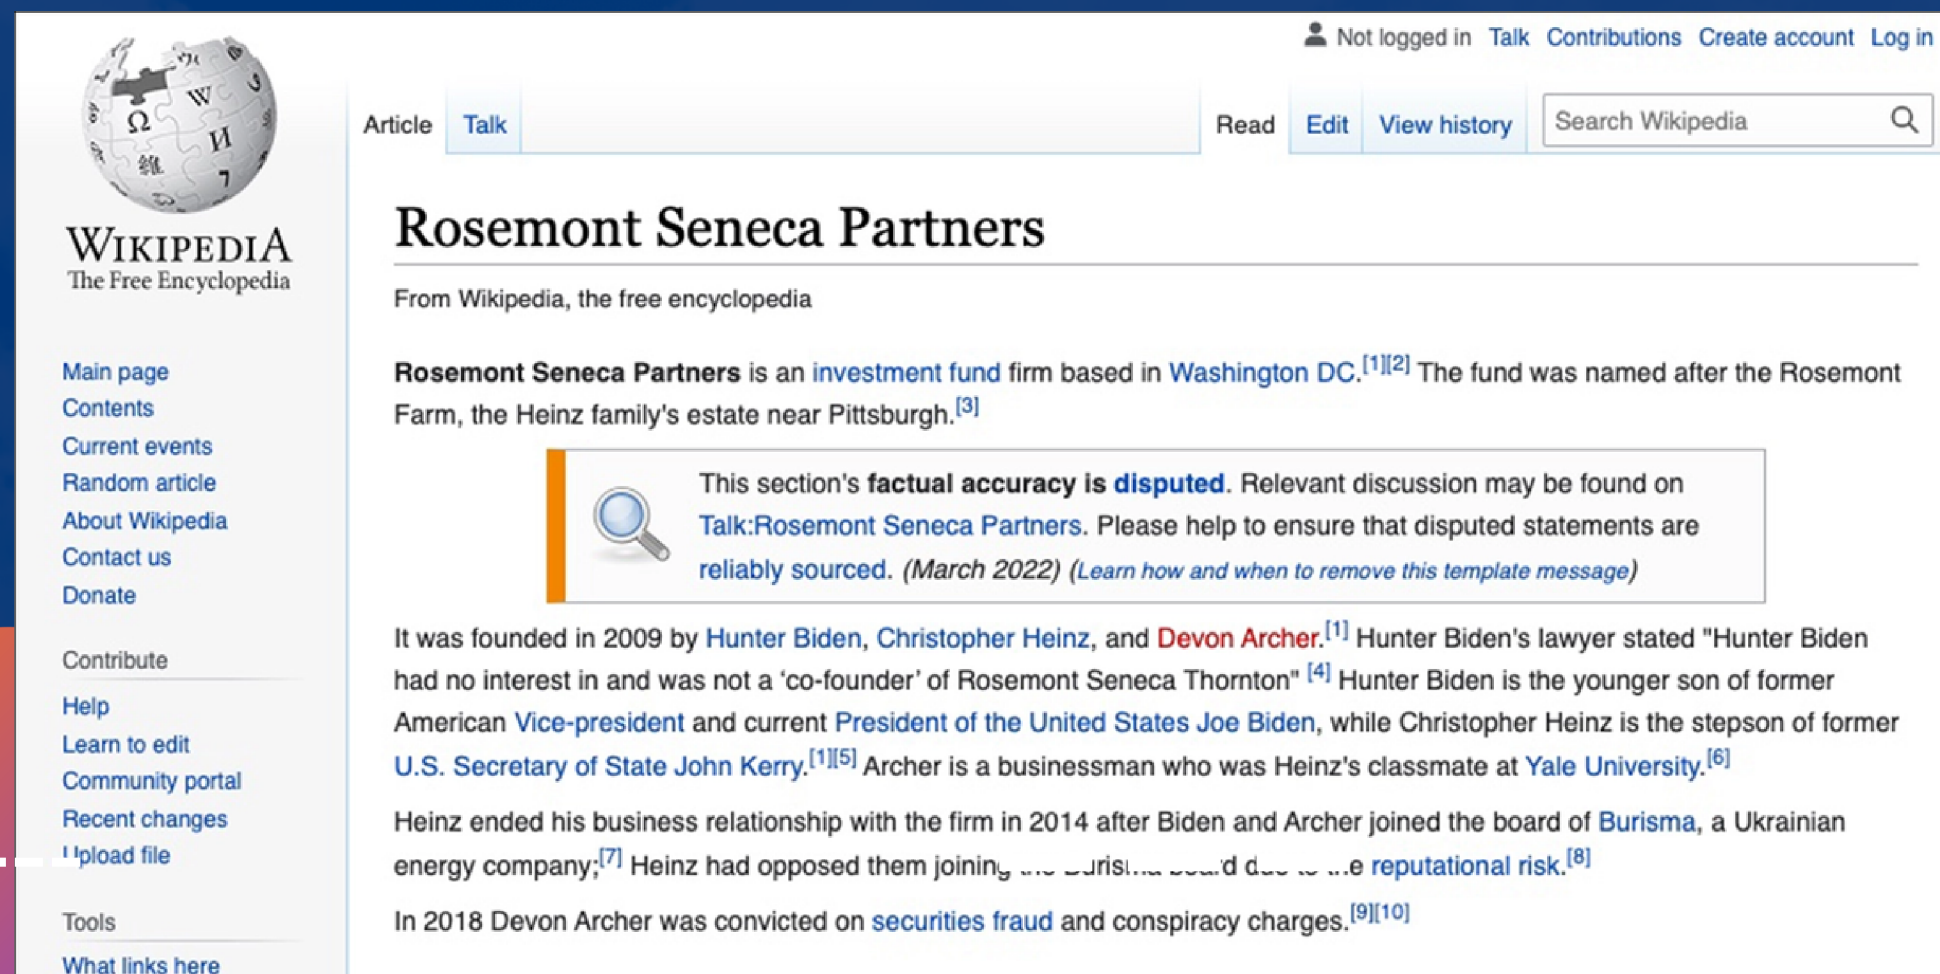 Not logged in Talk Contributions Create account Log in
Article Talk Read Edit View history Search Wikipedia
WIKIPEDIA
The Free Encyclopedia
Main page
Contents
Current events
Random article
About Wikipedia
Contact us
Donate
Contribute
Help
Learn to edit
Community portal
Recent changes
Upload file
Tools
What links here
Rosemont Seneca Partners
From Wikipedia, the free encyclopedia
Rosemont Seneca Partners is an investment fund firm based in Washington DC.[1][2] The fund was named after the Rosemont
Farm, the Heinz family's estate near Pittsburgh.[3]
This section's factual accuracy is disputed. Relevant discussion may be found on
Talk:Rosemont Seneca Partners. Please help to ensure that disputed statements are
reliably sourced. (March 2022) (Learn how and when to remove this template message)
It was founded in 2009 by Hunter Biden, Christopher Heinz, and Devon Archer.[1] Hunter Biden's lawyer stated "Hunter Biden
had no interest in and was not a ‘co-founder’ of Rosemont Seneca Thornton" [4] Hunter Biden is the younger son of former
American Vice-president and current President of the United States Joe Biden, while Christopher Heinz is the stepson of former
U.S. Secretary of State John Kerry.[1][5] Archer is a businessman who was Heinz's classmate at Yale University.[6]
Heinz ended his business relationship with the firm in 2014 after Biden and Archer joined the board of Burisma, a Ukrainian
energy company;[7] Heinz had opposed them joining reputational risk.[8]
In 2018 Devon Archer was convicted on securities fraud and conspiracy charges.[9][10]
Ω W И 維 7